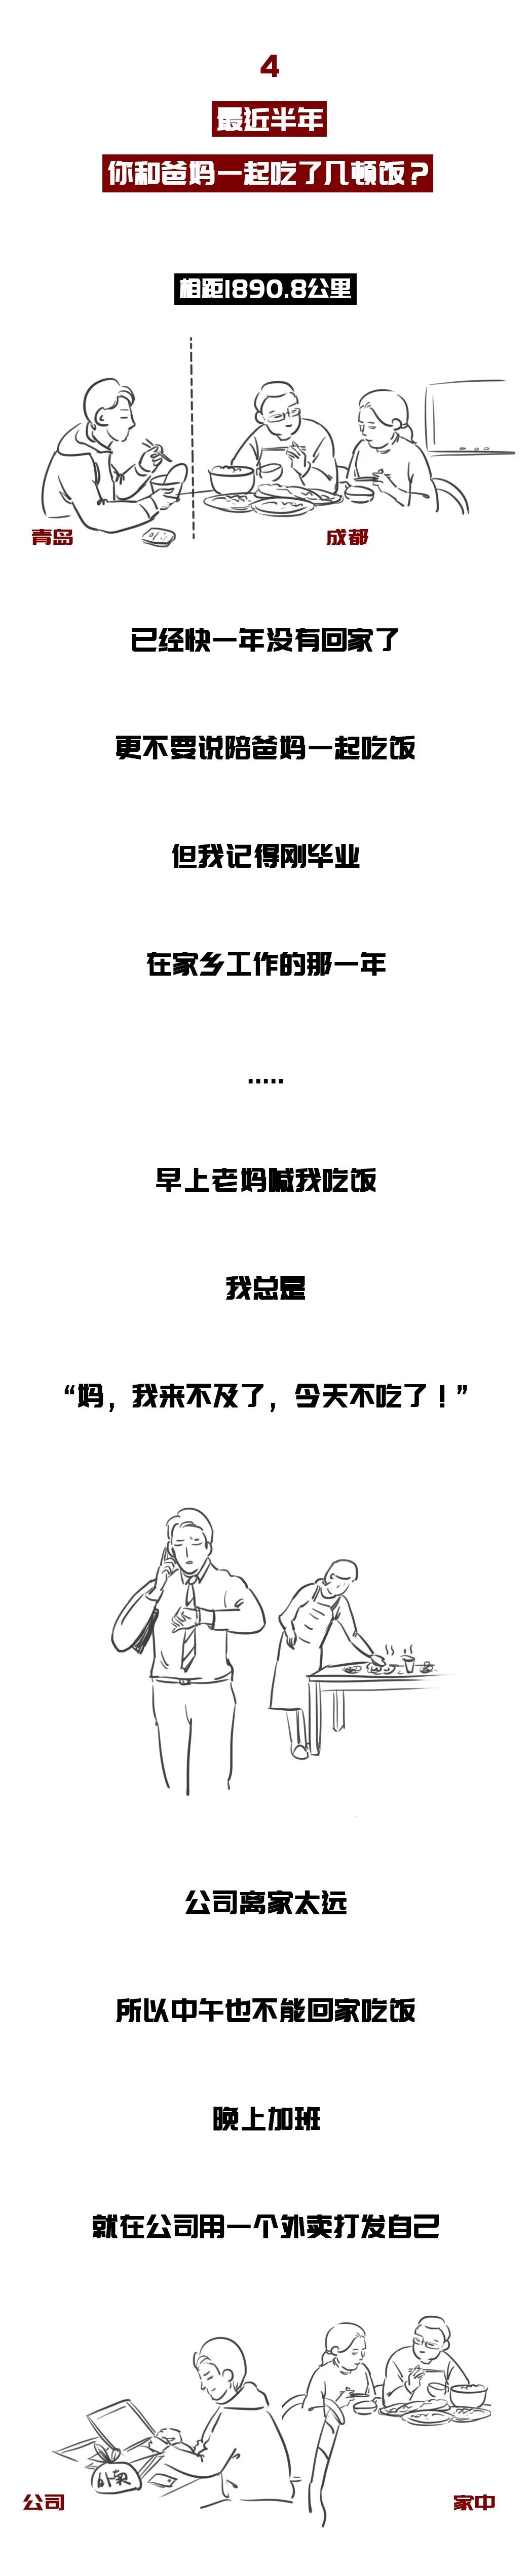 4
最近半年
你和爸妈一起吃了几顿饭？
相距1890.8公里
青岛
成都
已经快一年没有回家了
更不要说陪爸妈一起吃饭
但我记得刚毕业
在家乡工作的那一年
.....
早上老妈喊我吃饭
我总是
“妈，我来不及了，今天不吃了！”
公司离家太远
所以中午也不能回家吃饭
晚上加班
就在公司用一个外卖打发自己
外卖
公司
家中